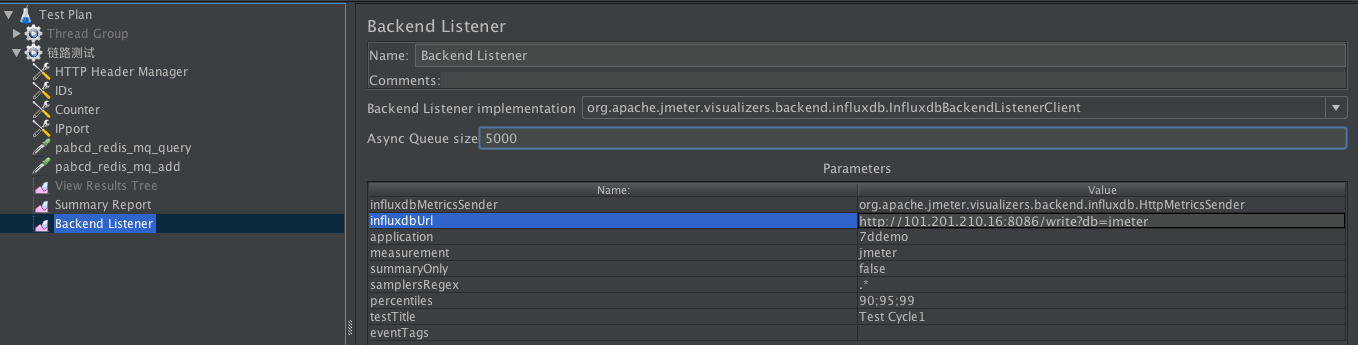 Test Plan
Thread Group
链路测试
HTTP Header Manager
IDs
Counter
IPport
pabcd_redis_mq_query
pabcd_redis_mq_add
View Results Tree
Summary Report
Backend Listener
Backend Listener
Name: Backend Listener
Comments:
Backend Listener implementation org.apache.jmeter.visualizers.backend.influxdb.InfluxdbBackendListenerClient
Async Queue size 5000
Parameters
Name: Value
influxdbMetricsSender org.apache.jmeter.visualizers.backend.influxdb.HttpMetricsSender
influxdbUrl http://101.201.210.16:8086/write?db=jmeter
application 7ddemo
measurement jmeter
summaryOnly false
samplersRegex .*
percentiles 90;95;99
testTitle Test Cycle1
eventTags